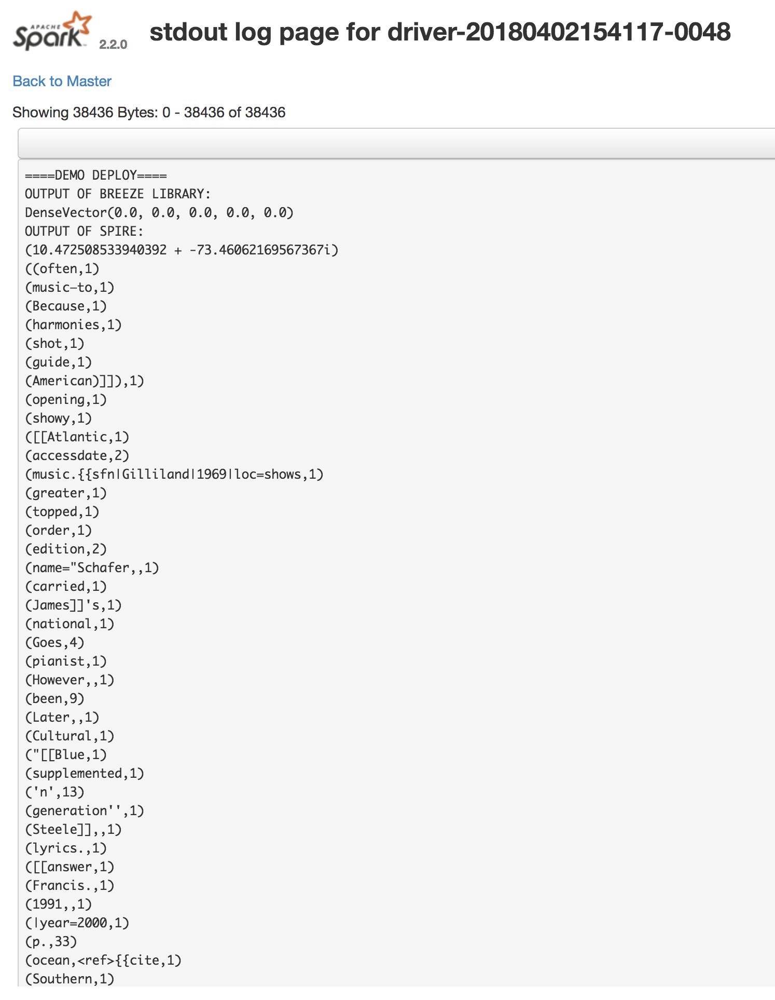 APACHE
Spark™ 2.2.0 stdout log page for driver-20180402154117-0048
Back to Master
Showing 38436 Bytes: 0 - 38436 of 38436
====DEMO DEPLOY====
OUTPUT OF BREEZE LIBRARY:
DenseVector(0.0, 0.0, 0.0, 0.0, 0.0)
OUTPUT OF SPIRE:
(10.472508533940392 + -73.46062169567367i)
((often,1)
(music—to,1)
(Because,1)
(harmonies,1)
(shot,1)
(guide,1)
(American)]]),1)
(opening,1)
(showy,1)
([[Atlantic,1)
(accessdate,2)
(music.{{sfn|Gilliland|1969|loc=shows,1)
(greater,1)
(topped,1)
(order,1)
(edition,2)
(name="Schafer,,1)
(carried,1)
(James]]'s,1)
(national,1)
(Goes,4)
(pianist,1)
(However,,1)
(been,9)
(Later,,1)
(Cultural,1)
("[[Blue,1)
(supplemented,1)
('n',13)
(generation'',1)
(Steele]],,1)
(lyrics.,1)
([[answer,1)
(Francis.,1)
(1991,,1)
(|year=2000,1)
(p.,33)
(ocean,<ref>{{cite,1)
(Southern,1)